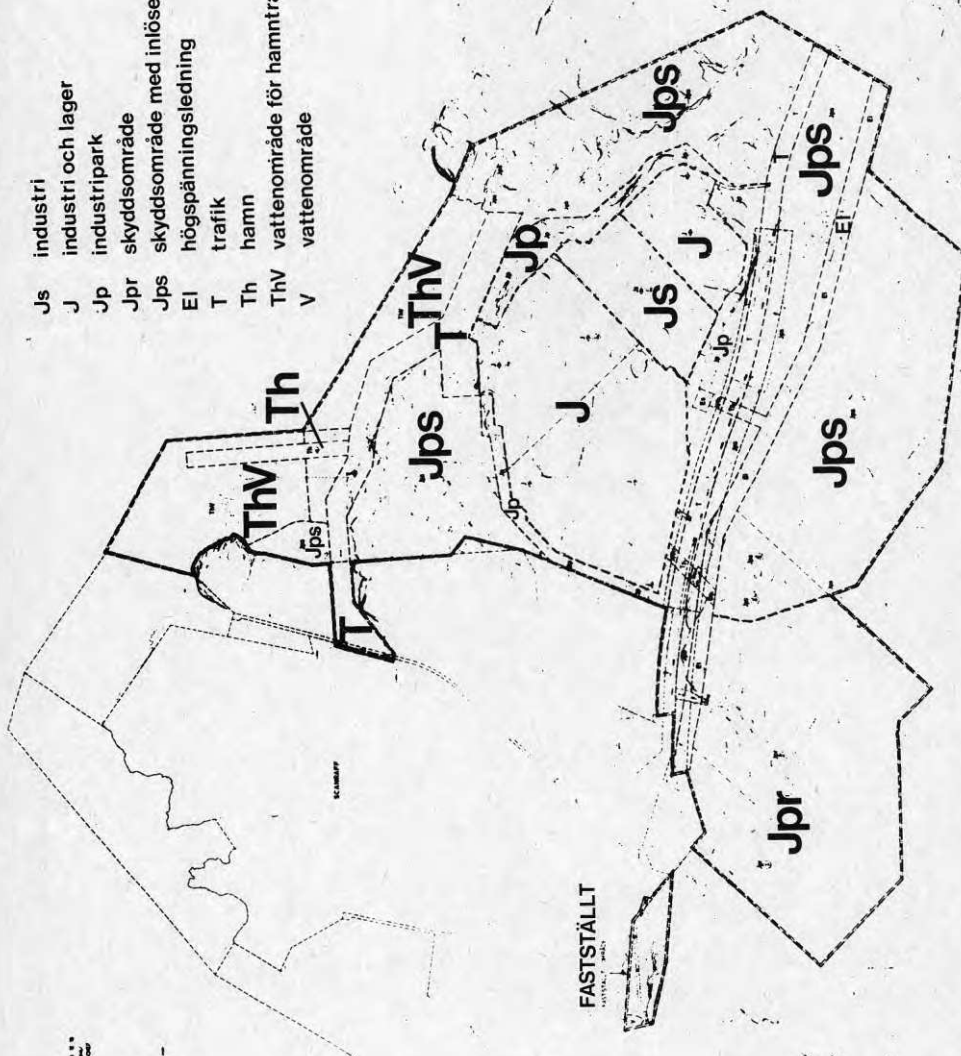 Js industri
J industri och lager
Jp industripark
Jpr skyddsområde
Jps skyddsområde med inlöse
El högspänningsledning
T trafik
Th hamn
ThV vattenområde för hamntra
V vattenområde
Th
ThV
Jps
T
ThV
T
Jps
Jp
Jps
Jp
J
Js
J
Jp
T
Jps
El
Jps
Jpr
SCANRAFF
FASTSTÄLLT